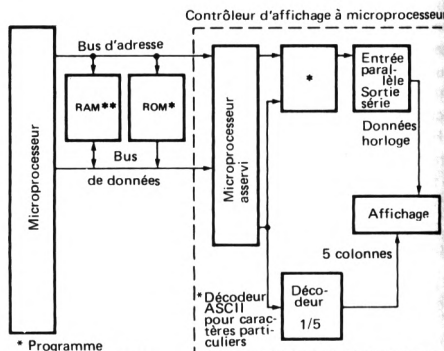 Contrôleur d'affichage à microprocesseur
Bus d'adresse
Microprocesseur
RAM**
ROM*
Bus
de données
Microprocesseur
asservi
*
Entrée
paral-
lèle
Sortie
série
Données
horloge
Affichage
5 colonnes
Déco-
deur
1/5
*Décodeur
ASCII
pour carac-
tères parti-
culiers
* Programme